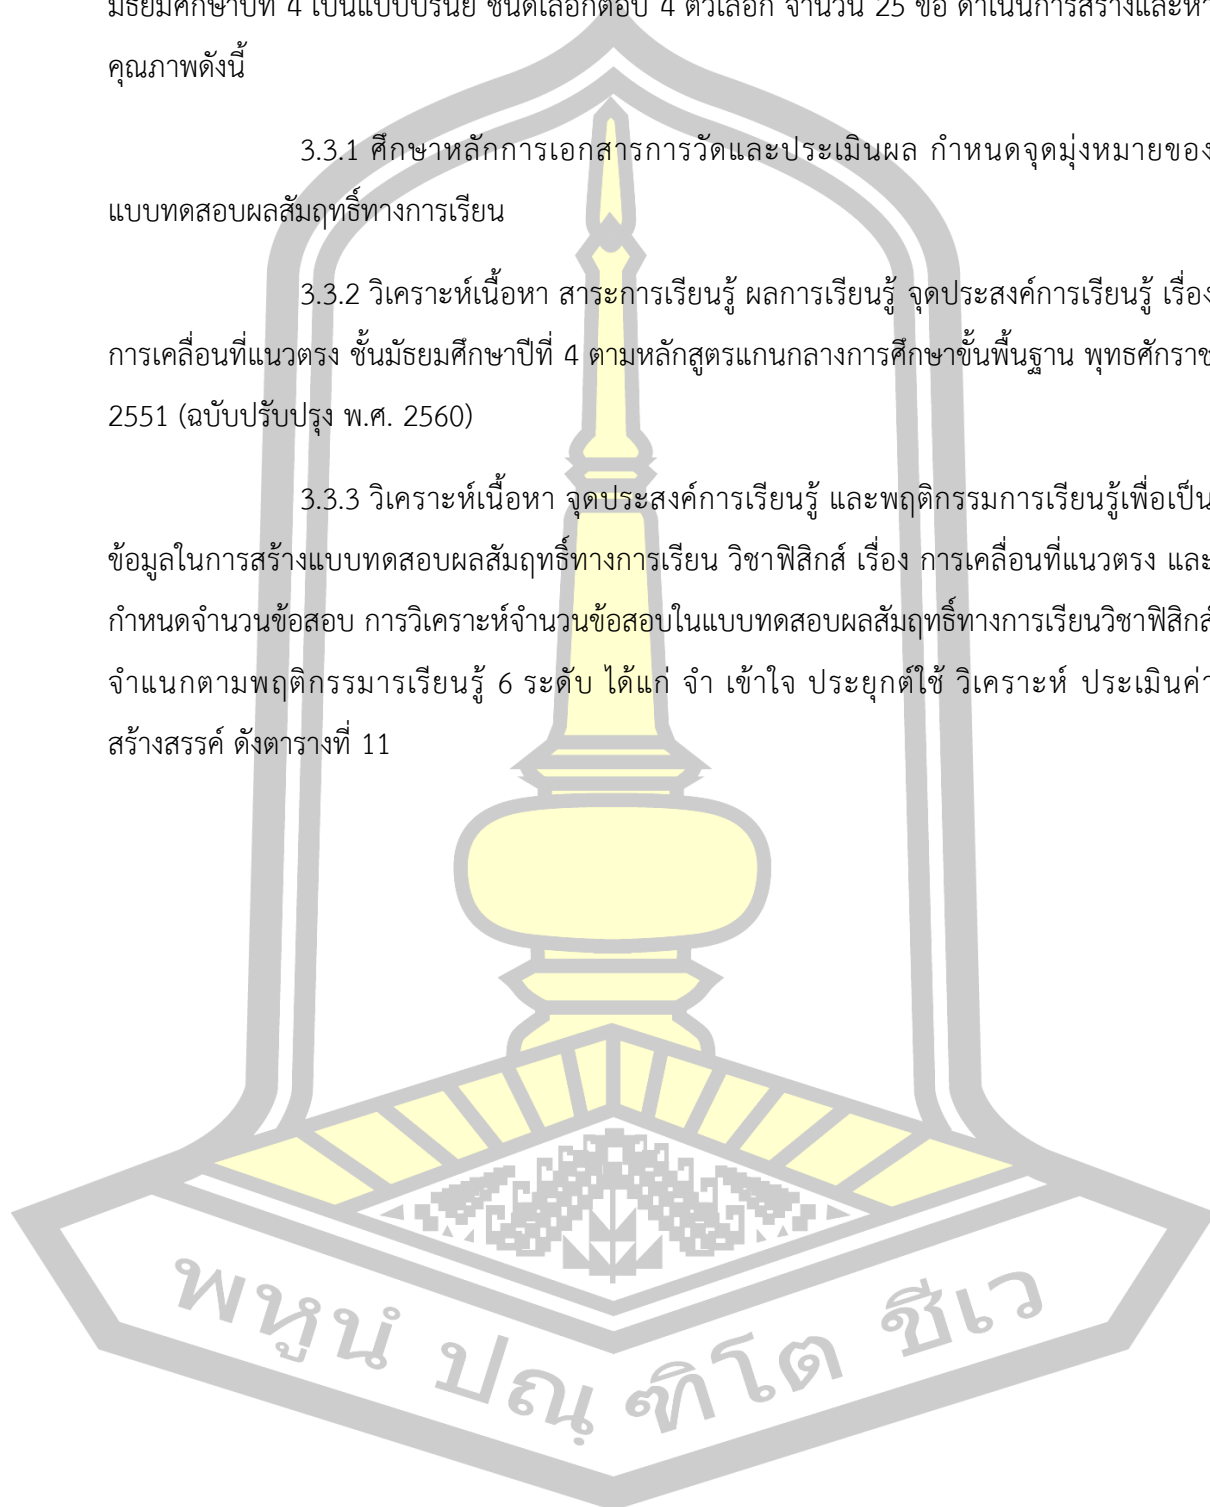 มัธยมศึกษาปีที่ 4 เป็นแบบปรนัย ชนิดเลือกตอบ 4 ตัวเลือก จำนวน 25 ข้อ ดำเนินการสร้างและหา
คุณภาพดังนี้
3.3.1 ศึกษาหลักการเอกสารการวัดและประเมินผล กำหนดจุดมุ่งหมายของ
แบบทดสอบผลสัมฤทธิ์ทางการเรียน
3.3.2 วิเคราะห์เนื้อหา สาระการเรียนรู้ ผลการเรียนรู้ จุดประสงค์การเรียนรู้ เรื่อง
การเคลื่อนที่แนวตรง ชั้นมัธยมศึกษาปีที่ 4 ตามหลักสูตรแกนกลางการศึกษาขั้นพื้นฐาน พุทธศักราช
2551 (ฉบับปรับปรุง พ.ศ. 2560)
3.3.3 วิเคราะห์เนื้อหา จุดประสงค์การเรียนรู้ และพฤติกรรมการเรียนรู้เพื่อเป็น
ข้อมูลในการสร้างแบบทดสอบผลสัมฤทธิ์ทางการเรียน วิชาฟิสิกส์ เรื่อง การเคลื่อนที่แนวตรง และ
กำหนดจำนวนข้อสอบ การวิเคราะห์จำนวนข้อสอบในแบบทดสอบผลสัมฤทธิ์ทางการเรียนวิชาฟิสิกส์
จำแนกตามพฤติกรรมารเรียนรู้ 6 ระดับ ได้แก่ จำ เข้าใจ ประยุกต์ใช้ วิเคราะห์ ประเมินค่า
สร้างสรรค์ ดังตารางที่ 11
พหูนํ ปณฺฑิโต ชีเว